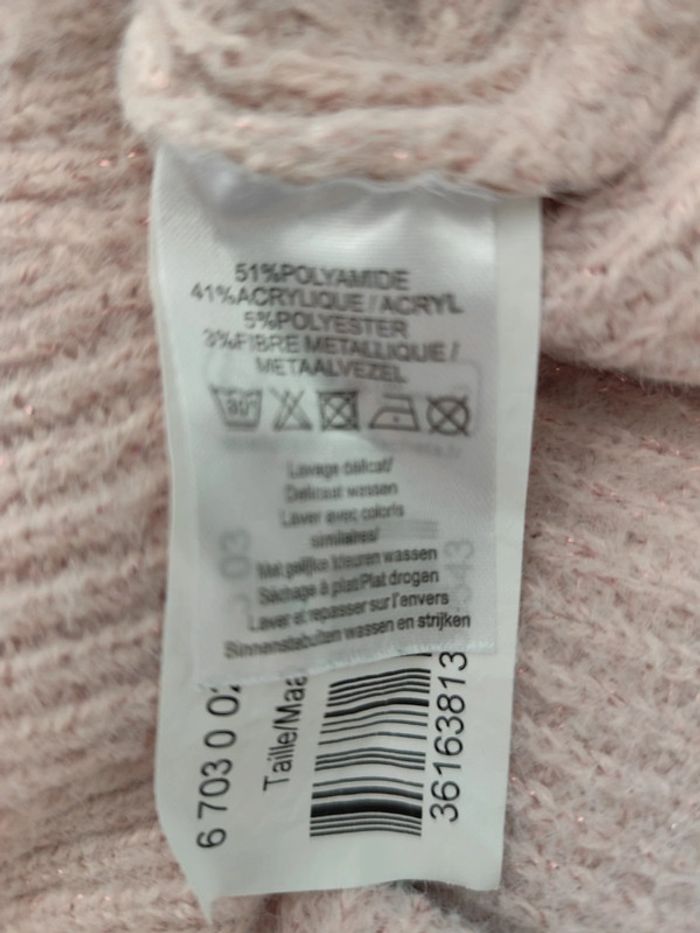 51%POLYAMIDE
41%ACRYLIQUE / ACRYL
5%POLYESTER
3%FIBRE METALLIQUE /
METAALVEZEL
30°
Lavage délicat/
Delicaat wassen
Laver avec coloris
similaires/
Met gelijke kleuren wassen
Séchage à plat/Plat drogen
Laver et repasser sur l'envers
Binnenstebuiten wassen en strijken
6 703 0 02
Taille/Maa
36163813